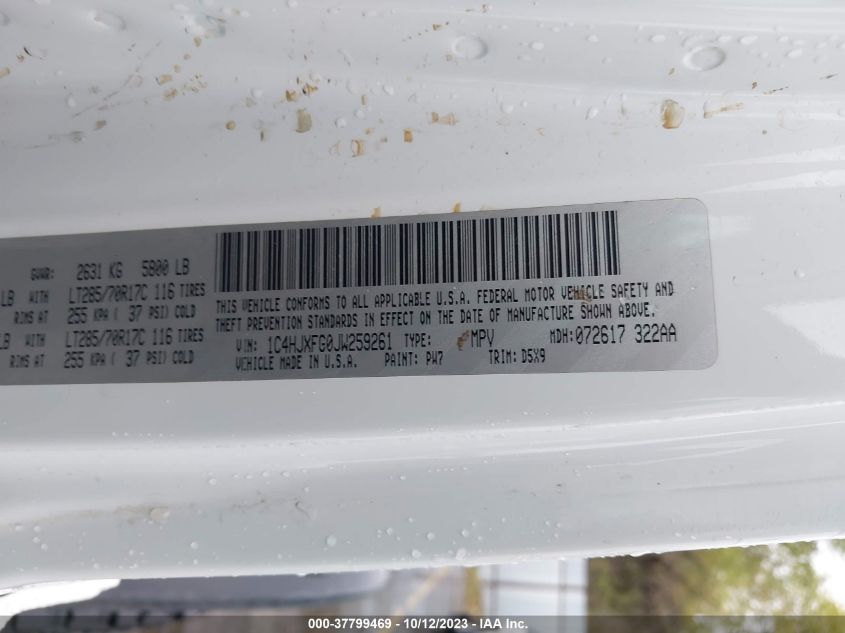 GVWR: 2631 KG 5800 LB
LB WITH LT285/70R17C 116 TIRES
RIMS AT 255 KPA ( 37 PSI) COLD
LB WITH LT285/70R17C 116 TIRES
RIMS AT 255 KPA ( 37 PSI) COLD
THIS VEHICLE CONFORMS TO ALL APPLICABLE U.S.A. FEDERAL MOTOR VEHICLE SAFETY AND
THEFT PREVENTION STANDARDS IN EFFECT ON THE DATE OF MANUFACTURE SHOWN ABOVE.
VIN: 1C4HJXFG0JW259261 TYPE: MPV MDH: 072617 322AA
VEHICLE MADE IN U.S.A. PAINT: PW7 TRIM: D5X9
000-37799469 - 10/12/2023 - IAA Inc.